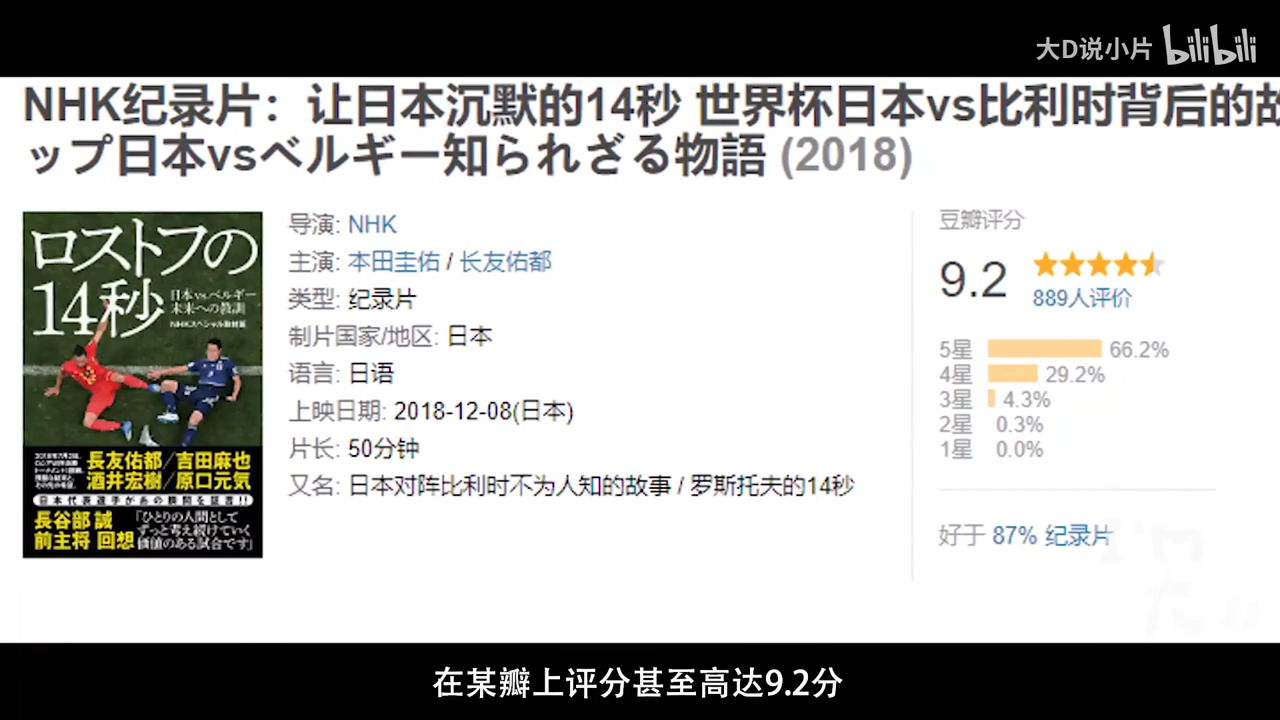 大D说小片 bilibili
NHK纪录片：让日本沉默的14秒 世界杯日本vs比利时背后的故
ップ日本vsベルギー知られざる物語 (2018)
ロストフの
14秒
日本vs.ベルギー
未来への教訓
NHKスペシャル取材班
長友佑都/吉田麻也
酒井宏樹/原口元気
日本代表選手があの瞬間を証言!!
長谷部 誠
前主将 回想
「ひとりの人間として
ずっと考え続けていく
価値のある試合です」
导演: NHK
主演: 本田圭佑 / 长友佑都
类型: 纪录片
制片国家/地区: 日本
语言: 日语
上映日期: 2018-12-08(日本)
片长: 50分钟
又名: 日本对阵比利时不为人知的故事 / 罗斯托夫的14秒
豆瓣评分
9.2
889人评价
5星 66.2%
4星 29.2%
3星 4.3%
2星 0.3%
1星 0.0%
好于 87% 纪录片
在某瓣上评分甚至高达9.2分